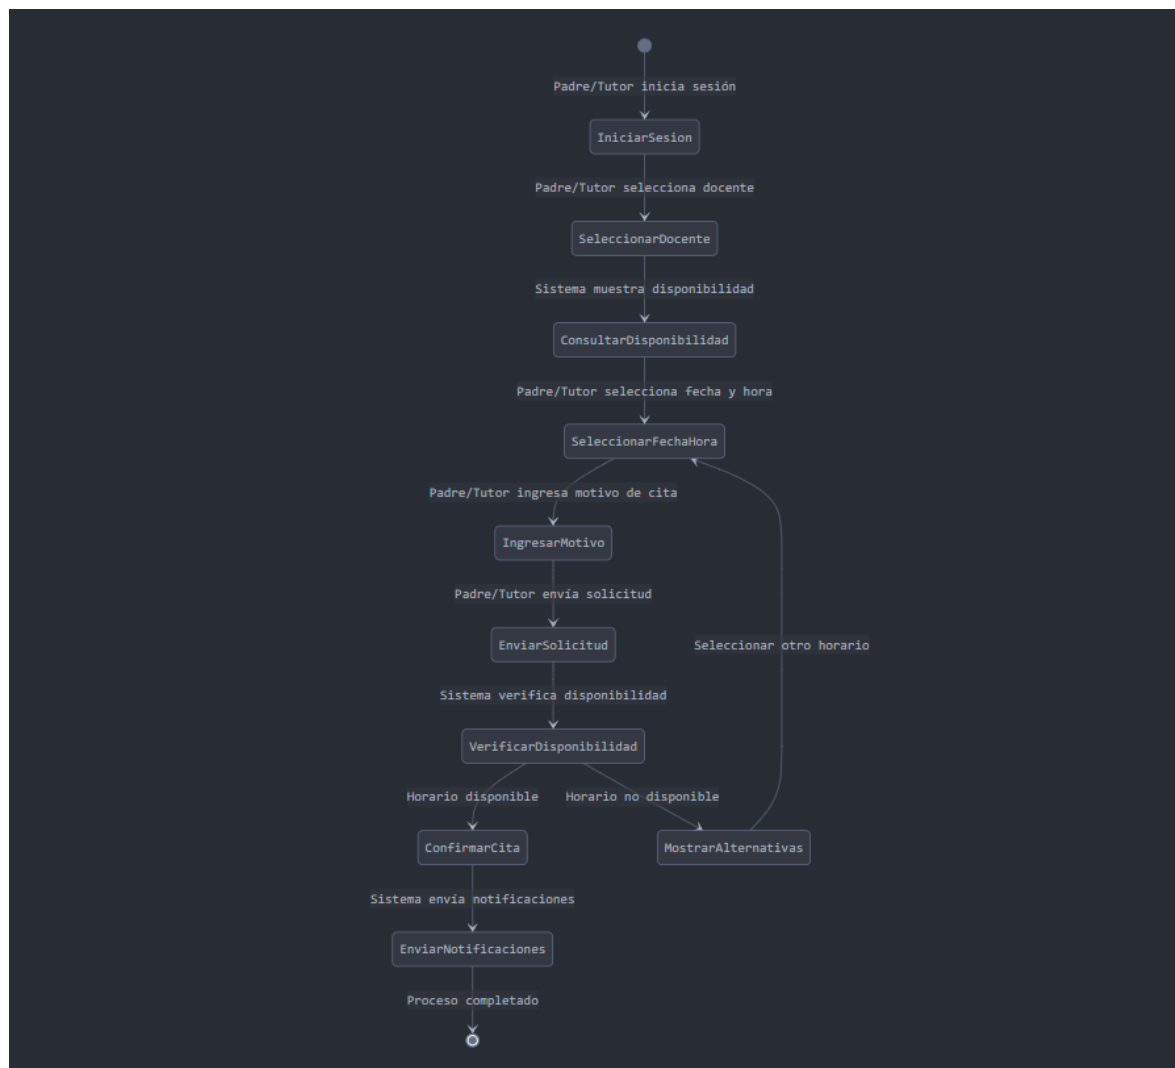 Padre/Tutor inicia sesión
IniciarSesion
Padre/Tutor selecciona docente
SeleccionarDocente
Sistema muestra disponibilidad
ConsultarDisponibilidad
Padre/Tutor selecciona fecha y hora
SeleccionarFechaHora
Padre/Tutor ingresa motivo de cita
IngresarMotivo
Padre/Tutor envía solicitud
EnviarSolicitud
Seleccionar otro horario
Sistema verifica disponibilidad
VerificarDisponibilidad
Horario disponible
Horario no disponible
ConfirmarCita
MostrarAlternativas
Sistema envía notificaciones
EnviarNotificaciones
Proceso completado